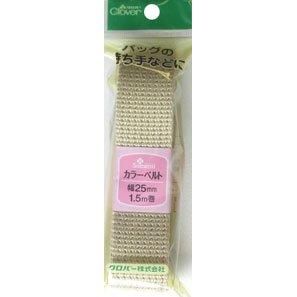 Clover
バッグの
持ち手などに
カラーベルト
幅25mm
1.5m巻
クロバー株式会社